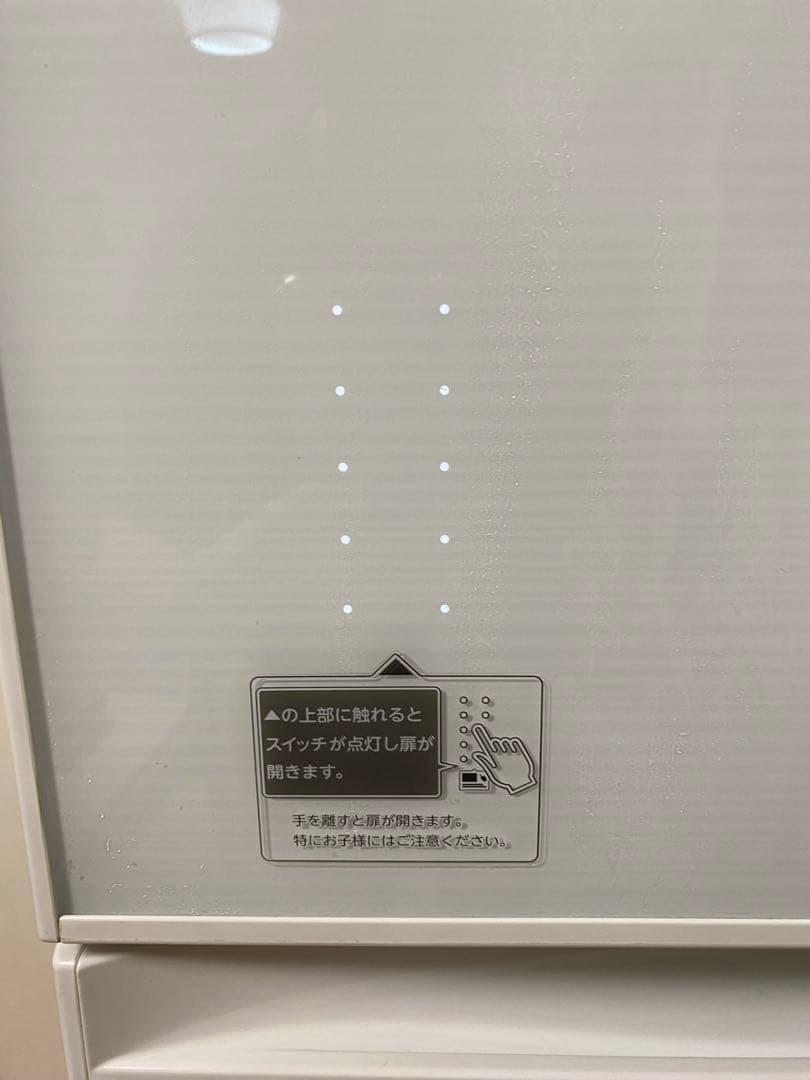 ▲の上部に触れると
スイッチが点灯し扉が
開きます。
手を離すと扉が開きます。
特にお子様にはご注意ください。